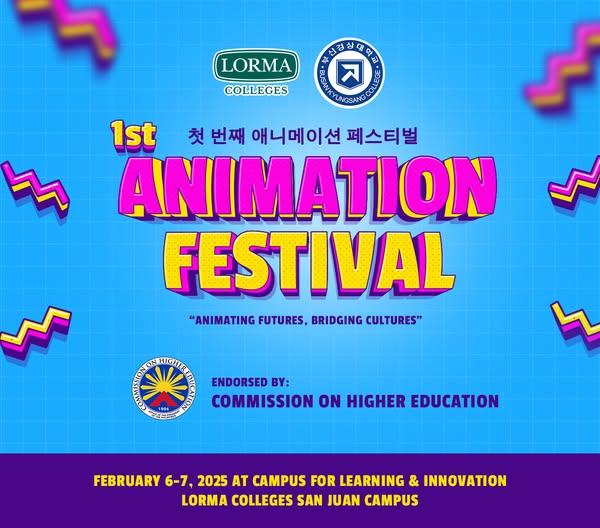 LORMA
COLLEGES
부산경상대학교
BUSAN KYUNGSANG COLLEGE
1st
첫 번째 애니메이션 페스티벌
ANIMATION
FESTIVAL
“ANIMATING FUTURES, BRIDGING CULTURES”
COMMISSION ON HIGHER EDUCATION
1994
ENDORSED BY:
COMMISSION ON HIGHER EDUCATION
FEBRUARY 6-7, 2025 AT CAMPUS FOR LEARNING & INNOVATION
LORMA COLLEGES SAN JUAN CAMPUS